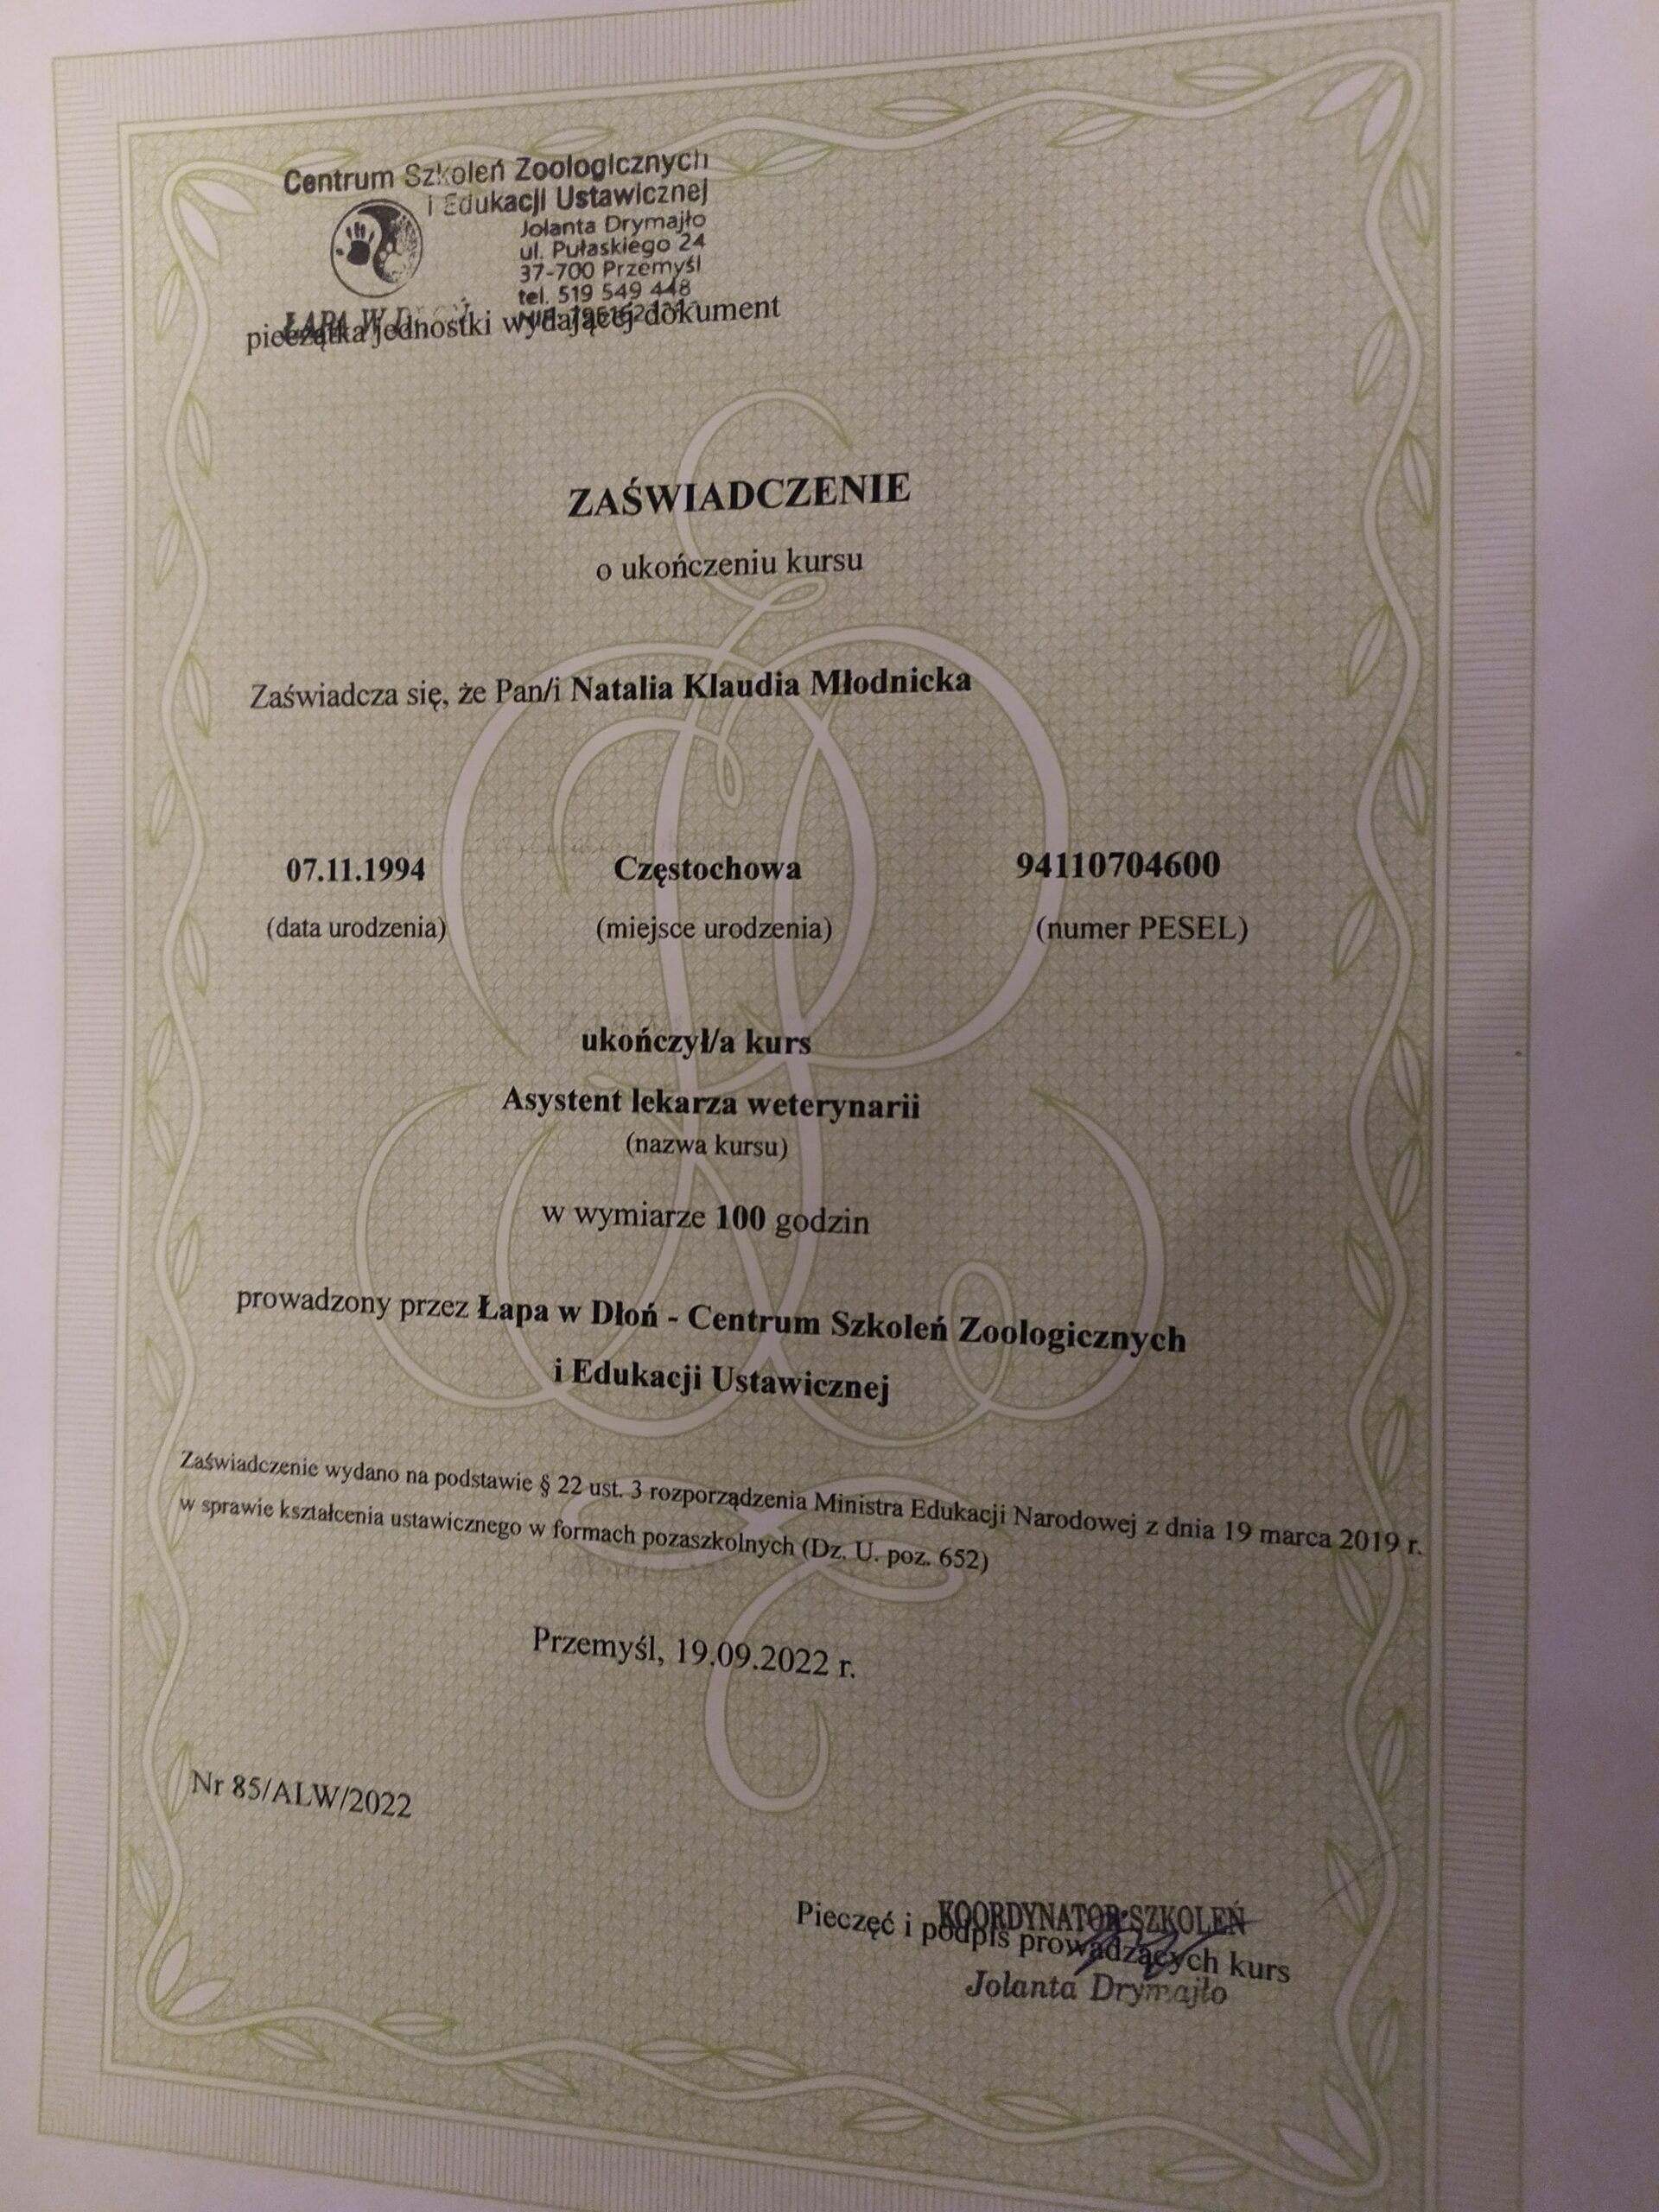 Centrum Szkoleń Zoologicznych
i Edukacji Ustawicznej
Jolanta Drymajło
ul. Pułaskiego 24
37-700 Przemyśl
tel. 519 549 448
ŁAPA W
pieczątka jednostki wydającej dokument
ZAŚWIADCZENIE
o ukończeniu kursu
Zaświadcza się, że Pan/i Natalia Klaudia Młodnicka
07.11.1994 Częstochowa 94110704600
(data urodzenia) (miejsce urodzenia) (numer PESEL)
ukończył/a kurs
Asystent lekarza weterynarii
(nazwa kursu)
w wymiarze 100 godzin
prowadzony przez Łapa w Dłoń - Centrum Szkoleń Zoologicznych
i Edukacji Ustawicznej
Zaświadczenie wydano na podstawie § 22 ust. 3 rozporządzenia Ministra Edukacji Narodowej z dnia 19 marca 2019 r.
w sprawie kształcenia ustawicznego w formach pozaszkolnych (Dz. U. poz. 652)
Przemyśl, 19.09.2022 r.
Nr 85/ALW/2022
KOORDYNATOR SZKOLEŃ
Pieczęć i podpis prowadzących kurs
Jolanta Drymajło